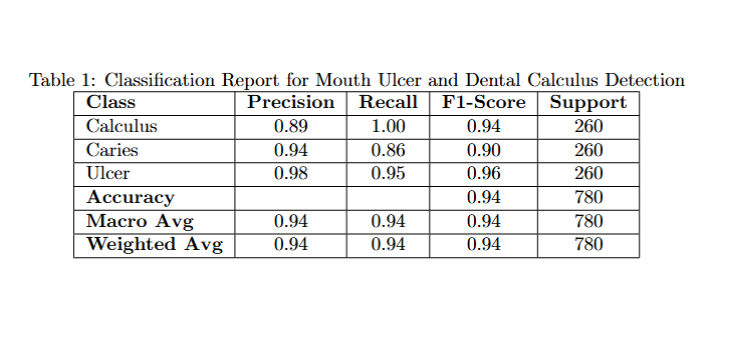 Table 1: Classification Report for Mouth Ulcer and Dental Calculus Detection
Class Precision Recall F1-Score Support
Calculus 0.89 1.00 0.94 260
Caries 0.94 0.86 0.90 260
Ulcer 0.98 0.95 0.96 260
Accuracy 0.94 780
Macro Avg 0.94 0.94 0.94 780
Weighted Avg 0.94 0.94 0.94 780